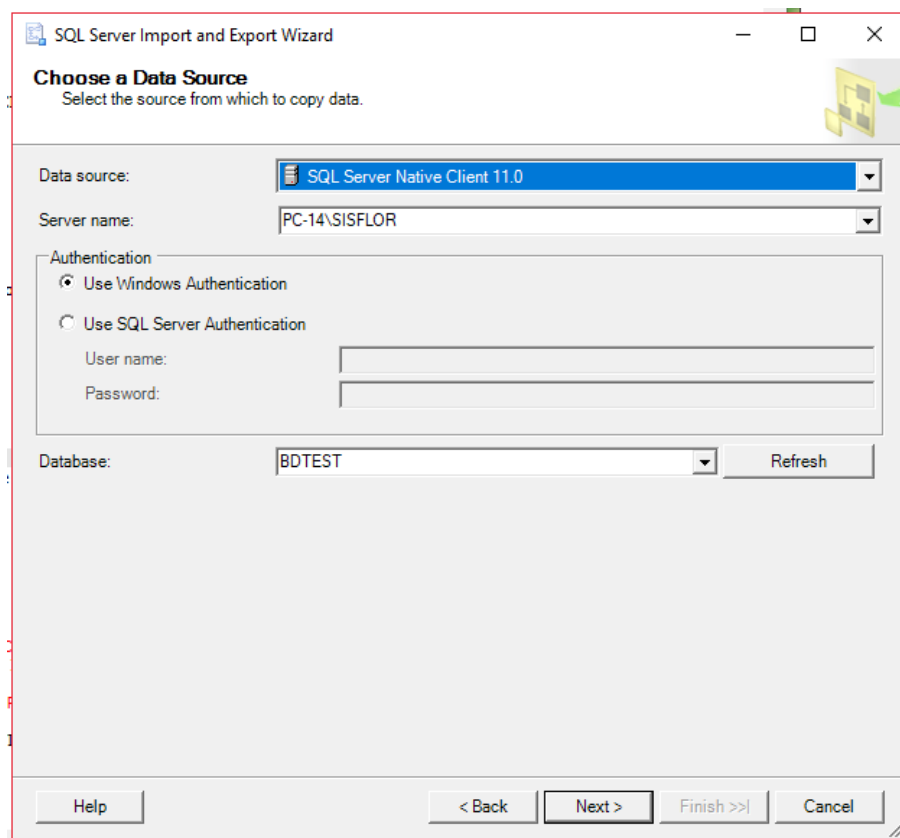 SQL Server Import and Export Wizard
Choose a Data Source
Select the source from which to copy data.
Data source:
SQL Server Native Client 11.0
Server name:
PC-14\SISFLOR
Authentication
Use Windows Authentication
Use SQL Server Authentication
User name:
Password:
Database:
BDTEST
Refresh
Help
< Back
Next >
Finish >>|
Cancel